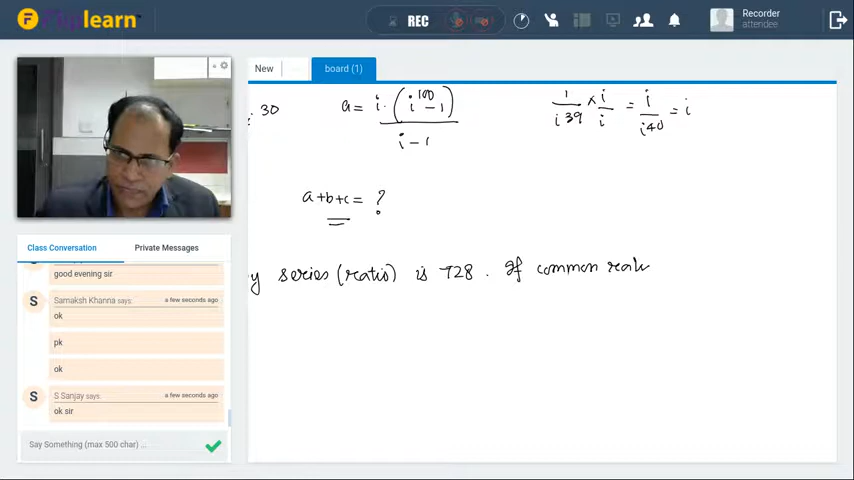 Fliplearn
REC
Recorder
attendee
New
board (1)
30
a = i · (i¹⁰⁰ − 1)
i − 1
1/i39 × i/i = i/i40 = i
a+b+c = ?
y series (ratio) is 728 . If common
Class Conversation
Private Messages
good evening sir
S
Samaksh Khanna says:
a few seconds ago
ok
pk
ok
S
S Sanjay says:
a few seconds ago
ok sir
Say Something (max 500 char) ...